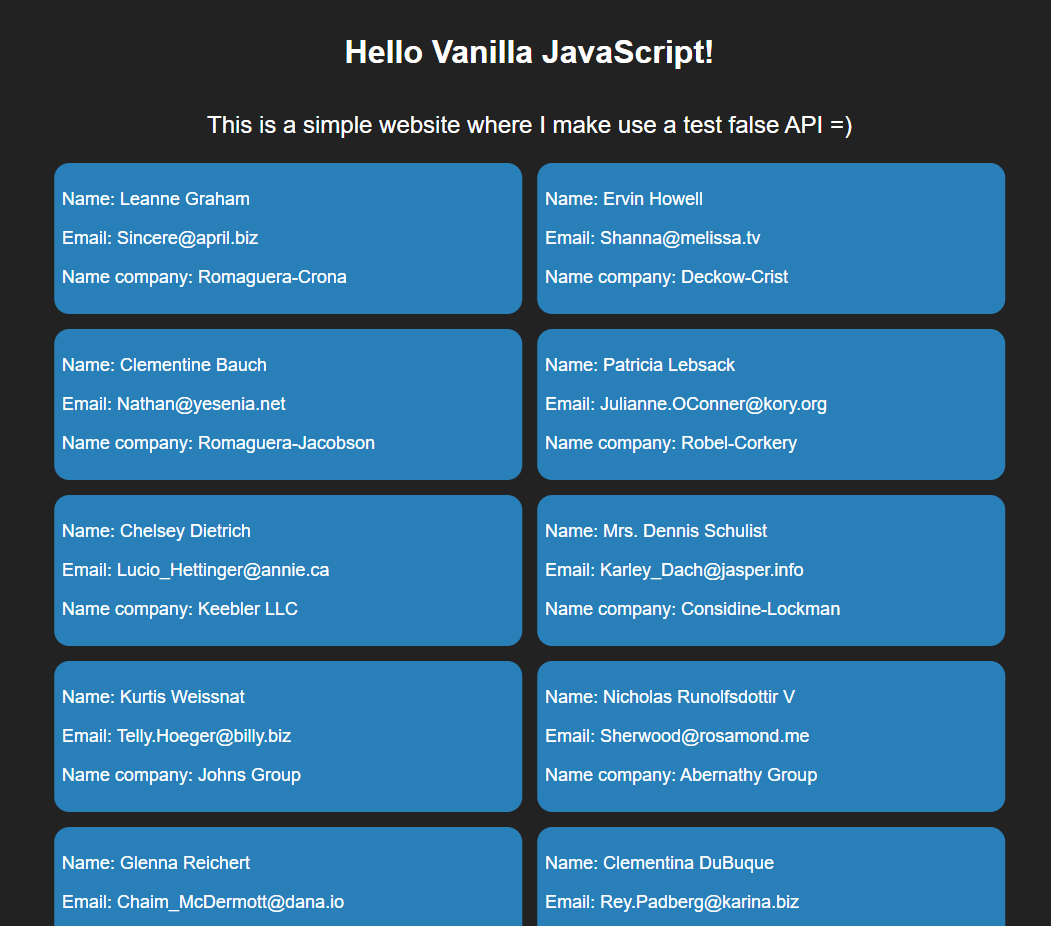 Hello Vanilla JavaScript!
This is a simple website where I make use a test false API =)
Name: Leanne Graham
Email: Sincere@april.biz
Name company: Romaguera-Crona
Name: Ervin Howell
Email: Shanna@melissa.tv
Name company: Deckow-Crist
Name: Clementine Bauch
Email: Nathan@yesenia.net
Name company: Romaguera-Jacobson
Name: Patricia Lebsack
Email: Julianne.OConner@kory.org
Name company: Robel-Corkery
Name: Chelsey Dietrich
Email: Lucio_Hettinger@annie.ca
Name company: Keebler LLC
Name: Mrs. Dennis Schulist
Email: Karley_Dach@jasper.info
Name company: Considine-Lockman
Name: Kurtis Weissnat
Email: Telly.Hoeger@billy.biz
Name company: Johns Group
Name: Nicholas Runolfsdottir V
Email: Sherwood@rosamond.me
Name company: Abernathy Group
Name: Glenna Reichert
Email: Chaim_McDermott@dana.io
Name: Clementina DuBuque
Email: Rey.Padberg@karina.biz